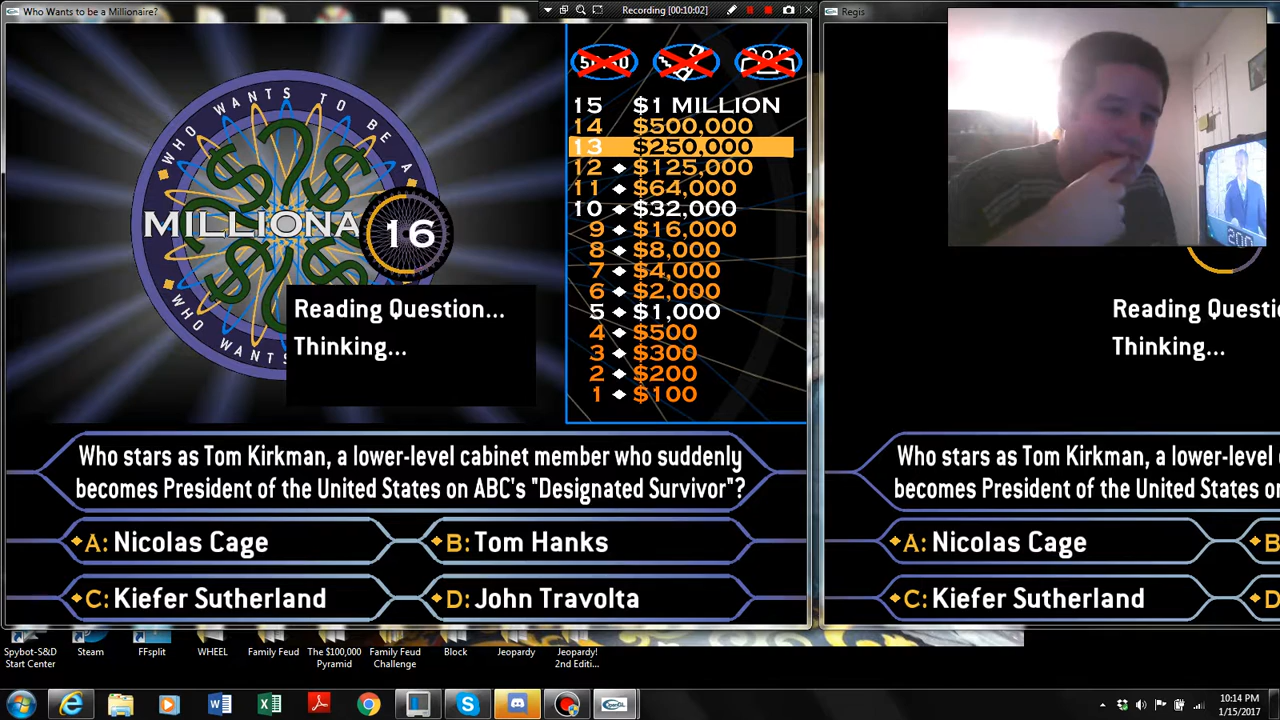 Who Wants to be a Millionaire?
Recording [00:10:02]
Regis
WHO WANTS TO BE A
MILLIONA
WHO WANTS
16
50:50
15 $1 MILLION
14 $500,000
13 $250,000
12 $125,000
11 $64,000
10 $32,000
9 $16,000
8 $8,000
7 $4,000
6 $2,000
5 $1,000
4 $500
3 $300
2 $200
1 $100
200
Reading Question...
Thinking...
Reading Questio
Thinking...
Who stars as Tom Kirkman, a lower-level cabinet member who suddenly
becomes President of the United States on ABC's "Designated Survivor"?
A: Nicolas Cage
B: Tom Hanks
C: Kiefer Sutherland
D: John Travolta
Who stars as Tom Kirkman, a lower-level c
becomes President of the United States on
A: Nicolas Cage
B
C: Kiefer Sutherland
D
Spybot-S&D
Start Center
Steam
FFsplit
WHEEL
Family Feud
The $100,000
Pyramid
Family Feud
Challenge
Block
Jeopardy
Jeopardy!
2nd Editi...
10:14 PM
1/15/2017